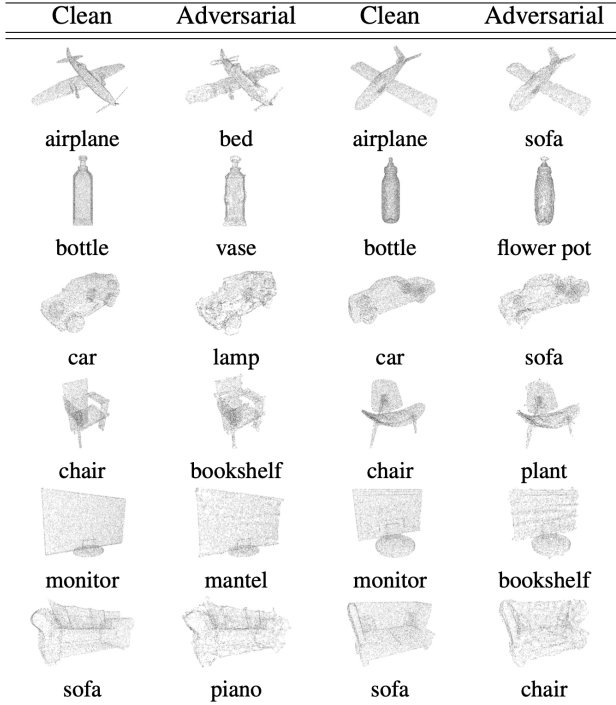 Clean Adversarial Clean Adversarial
airplane bed airplane sofa
bottle vase bottle flower pot
car lamp car sofa
chair bookshelf chair plant
monitor mantel monitor bookshelf
sofa piano sofa chair